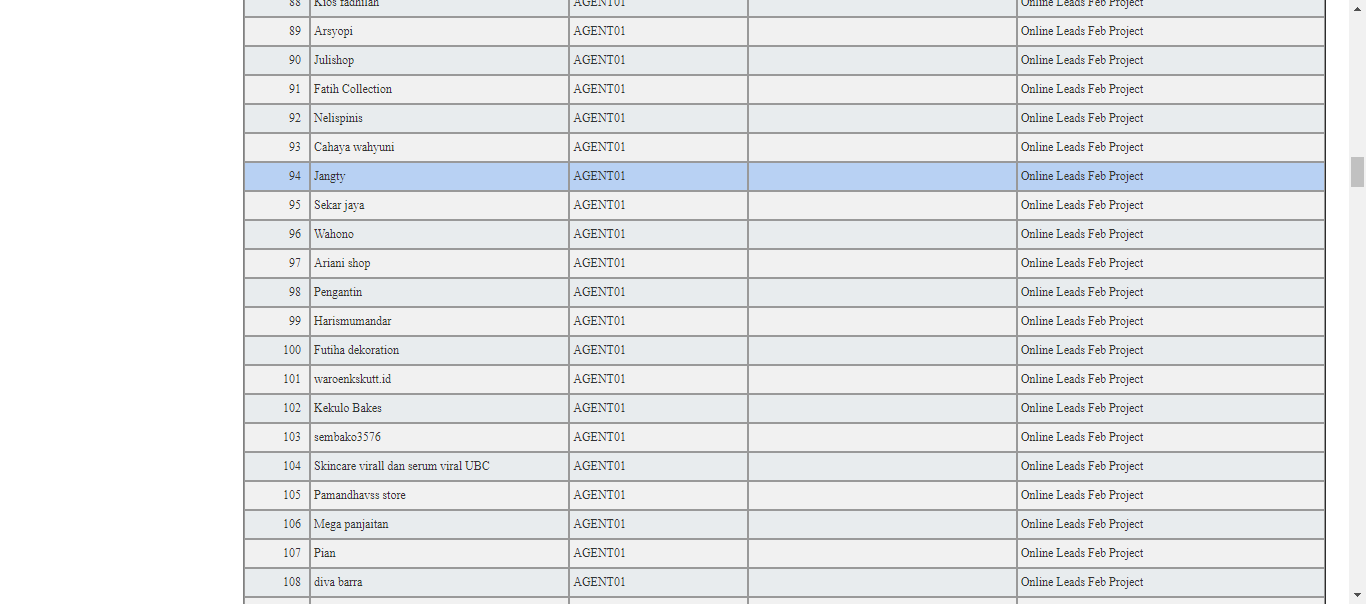 88 Kios fadhilah AGENT01 Online Leads Feb Project
89 Arsyopi AGENT01 Online Leads Feb Project
90 Julishop AGENT01 Online Leads Feb Project
91 Fatih Collection AGENT01 Online Leads Feb Project
92 Nelispinis AGENT01 Online Leads Feb Project
93 Cahaya wahyuni AGENT01 Online Leads Feb Project
94 Jangty AGENT01 Online Leads Feb Project
95 Sekar jaya AGENT01 Online Leads Feb Project
96 Wahono AGENT01 Online Leads Feb Project
97 Ariani shop AGENT01 Online Leads Feb Project
98 Pengantin AGENT01 Online Leads Feb Project
99 Harismumandar AGENT01 Online Leads Feb Project
100 Futiha dekoration AGENT01 Online Leads Feb Project
101 waroenkskutt.id AGENT01 Online Leads Feb Project
102 Kekulo Bakes AGENT01 Online Leads Feb Project
103 sembako3576 AGENT01 Online Leads Feb Project
104 Skincare virall dan serum viral UBC AGENT01 Online Leads Feb Project
105 Pamandhavss store AGENT01 Online Leads Feb Project
106 Mega panjaitan AGENT01 Online Leads Feb Project
107 Pian AGENT01 Online Leads Feb Project
108 diva barra AGENT01 Online Leads Feb Project